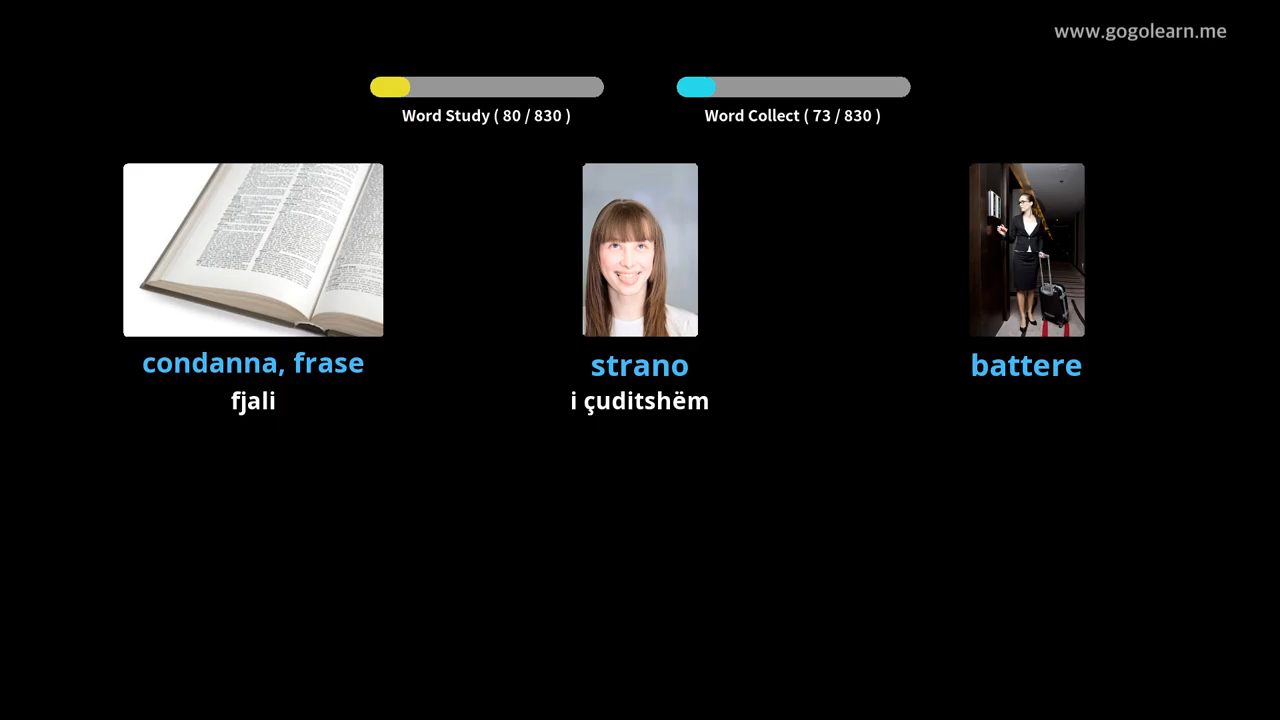 www.gogolearn.me
Word Study ( 80 / 830 )
Word Collect ( 73 / 830 )
condanna, frase
strano
battere
fjali
i çuditshëm